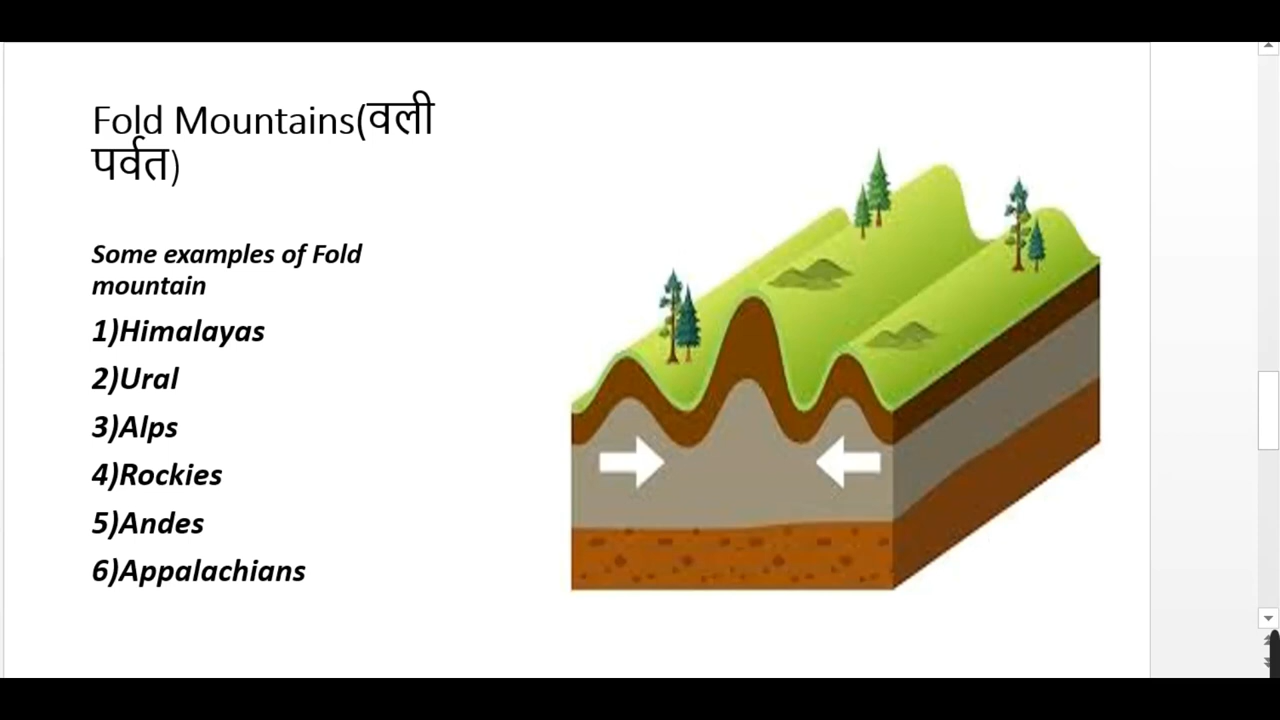 Fold Mountains(वली
पर्वत)
Some examples of Fold
mountain
1)Himalayas
2)Ural
3)Alps
4)Rockies
5)Andes
6)Appalachians